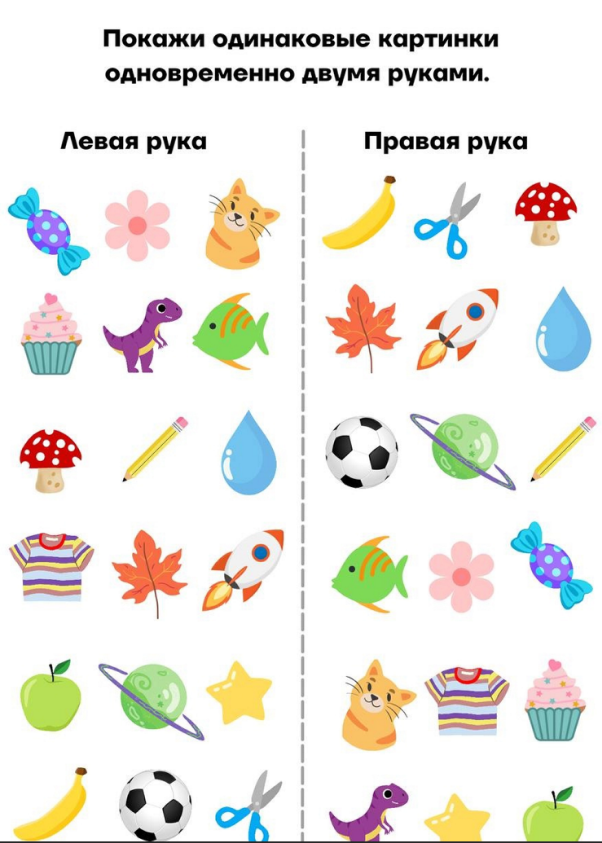 Покажи одинаковые картинки
одновременно двумя руками.
Левая рука
Правая рука